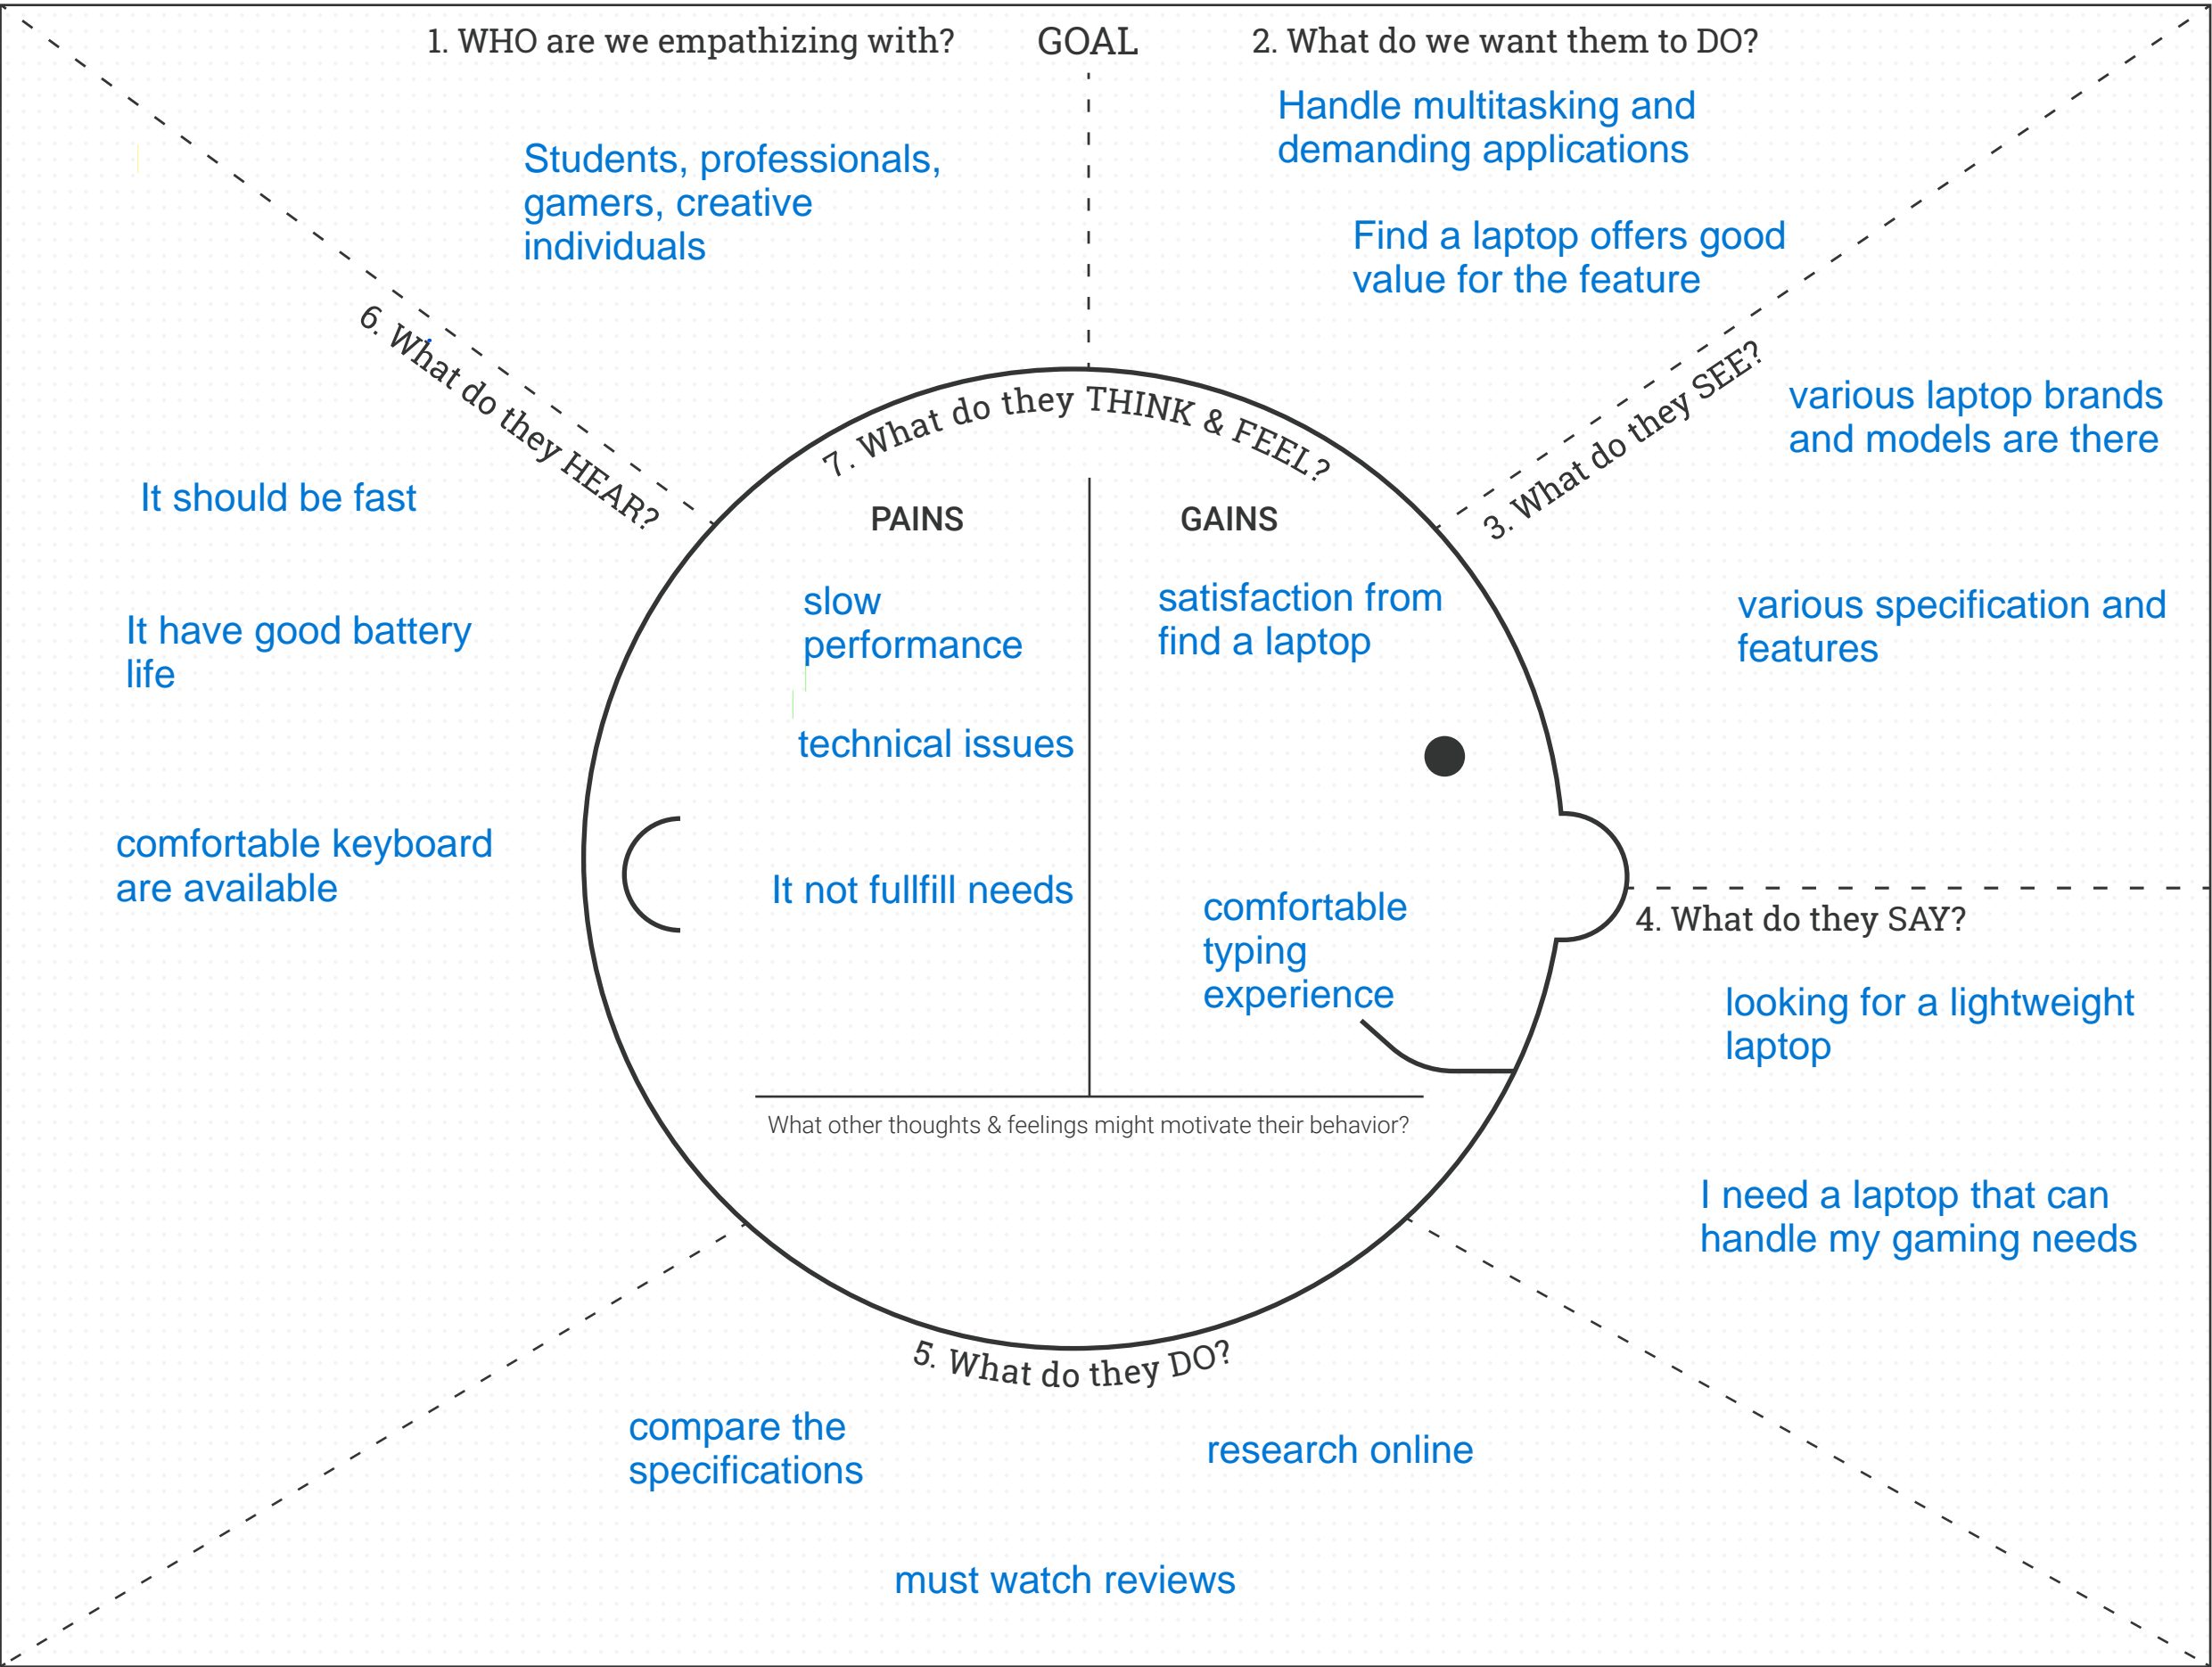 1. WHO are we empathizing with?
GOAL
2. What do we want them to DO?
Students, professionals,
gamers, creative
individuals
Handle multitasking and
demanding applications
Find a laptop offers good
value for the feature
3. What do they SEE?
various laptop brands
and models are there
various specification and
features
4. What do they SAY?
looking for a lightweight
laptop
I need a laptop that can
handle my gaming needs
5. What do they DO?
compare the
specifications
research online
must watch reviews
6. What do they HEAR?
It should be fast
It have good battery
life
comfortable keyboard
are available
7. What do they THINK & FEEL?
PAINS
slow
performance
technical issues
It not fullfill needs
GAINS
satisfaction from
find a laptop
comfortable
typing
experience
What other thoughts & feelings might motivate their behavior?